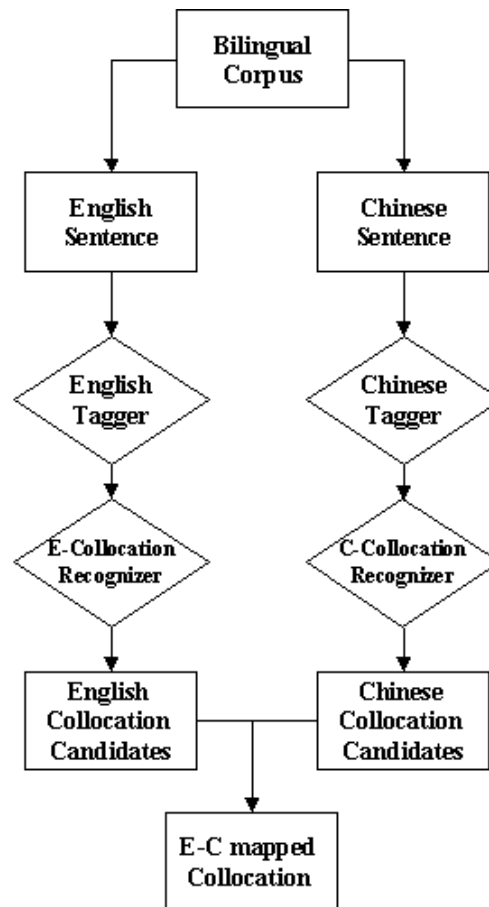 Bilingual
Corpus
English
Sentence
Chinese
Sentence
English
Tagger
Chinese
Tagger
E-Collocation
Recognizer
C-Collocation
Recognizer
English
Collocation
Candidates
Chinese
Collocation
Candidates
E-C mapped
Collocation